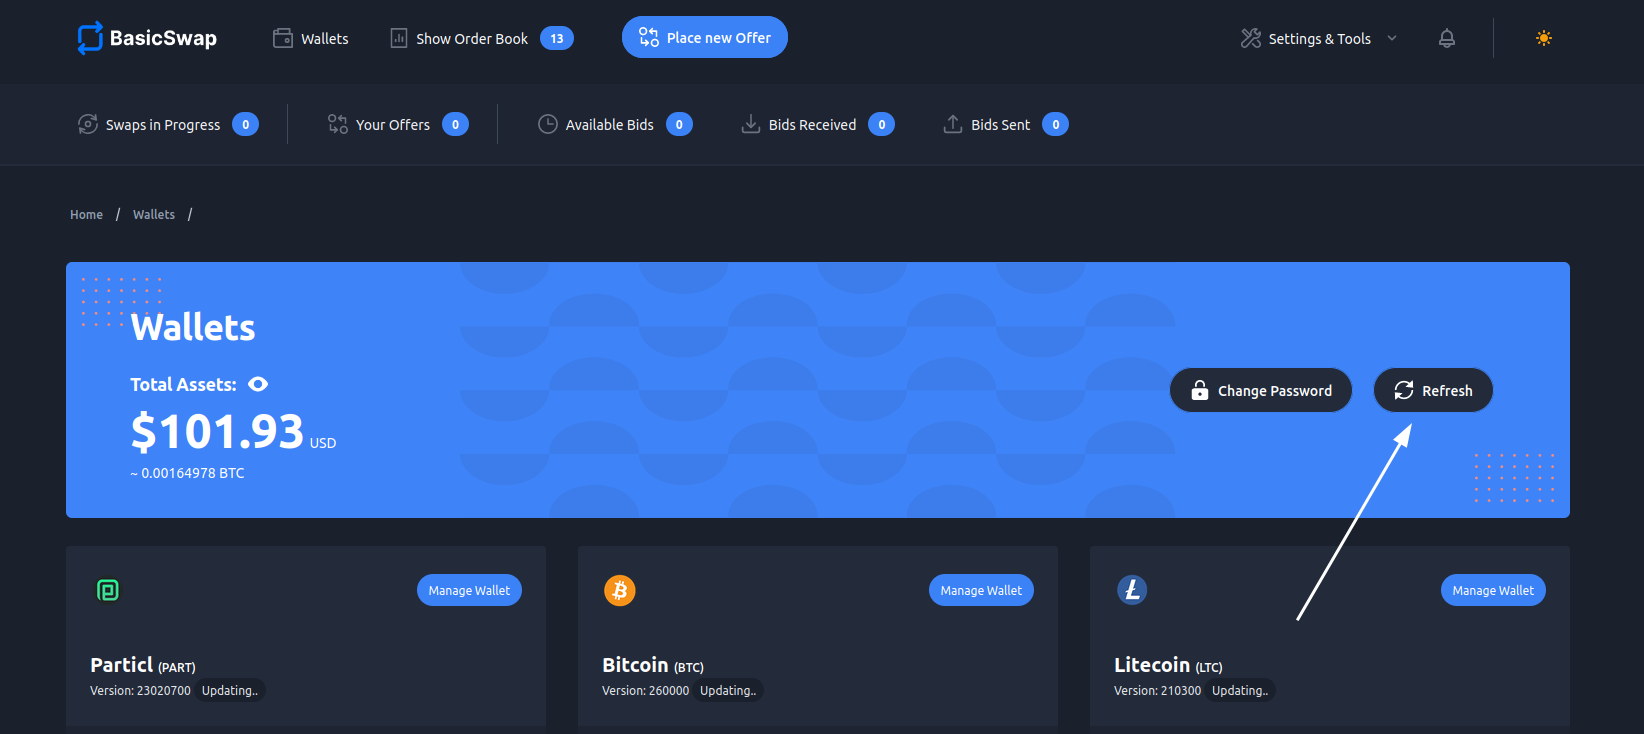 BasicSwap Wallets Show Order Book 13 Place new Offer Settings & Tools
Swaps in Progress 0 Your Offers 0 Available Bids 0 Bids Received 0 Bids Sent 0
Home / Wallets /
Wallets
Total Assets:
$101.93 USD
~ 0.00164978 BTC
Change Password Refresh
Manage Wallet Manage Wallet Manage Wallet
Particl (PART) Bitcoin (BTC) Litecoin (LTC)
Version: 23020700 Updating.. Version: 260000 Updating.. Version: 210300 Updating..